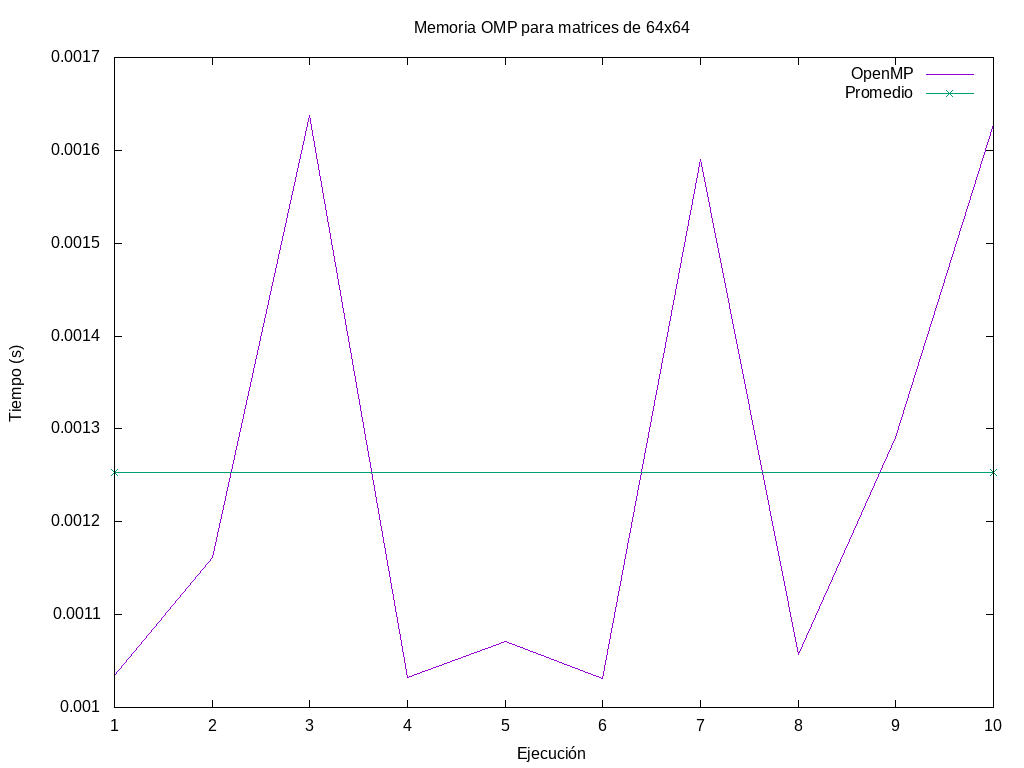 Memoria OMP para matrices de 64x64
OpenMP
Promedio
0.0017
0.0016
0.0015
0.0014
0.0013
0.0012
0.0011
0.001
Tiempo (s)
1 2 3 4 5 6 7 8 9 10
Ejecución